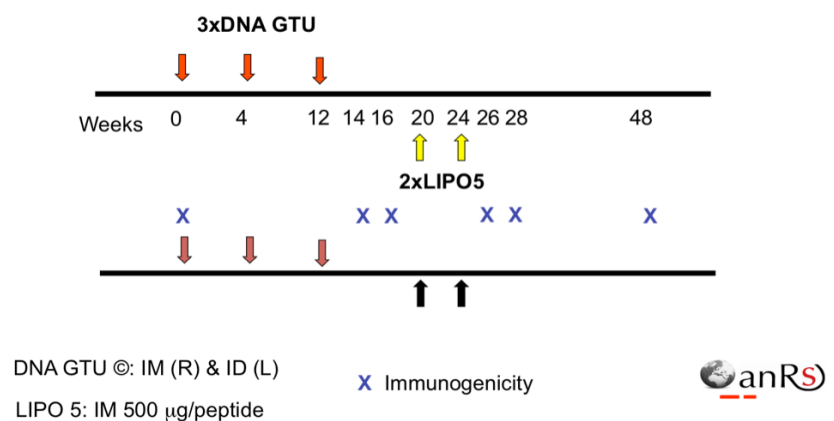 3xDNA GTU
Weeks 0 4 12 14 16 20 24 26 28 48
2xLIPO5
X X X X X X
DNA GTU ©: IM (R) & ID (L)
X Immunogenicity
LIPO 5: IM 500 μg/peptide
anRS